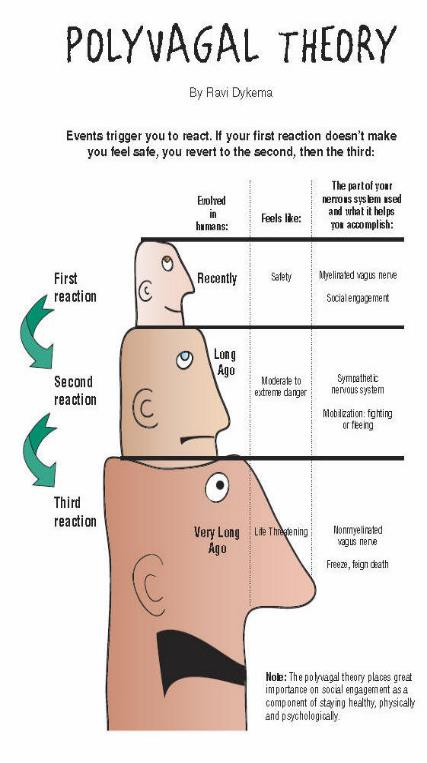 POLYVAGAL THEORY
By Ravi Dykema
Events trigger you to react. If your first reaction doesn't make
you feel safe, you revert to the second, then the third:
Evolved
in
humans:
Feels like:
The part of your
nervous system used
and what it helps
you accomplish:
First
reaction
Recently
Safety
Myelinated vagus nerve
Social engagement
Second
reaction
Long
Ago
Moderate to
extreme danger
Sympathetic
nervous system
Mobilization: fighting
or fleeing
Third
reaction
Very Long
Ago
Life Threatening
Nonmyelinated
vagus nerve
Freeze, feign death
Note: The polyvagal theory places great
importance on social engagement as a
component of staying healthy, physically
and psychologically.